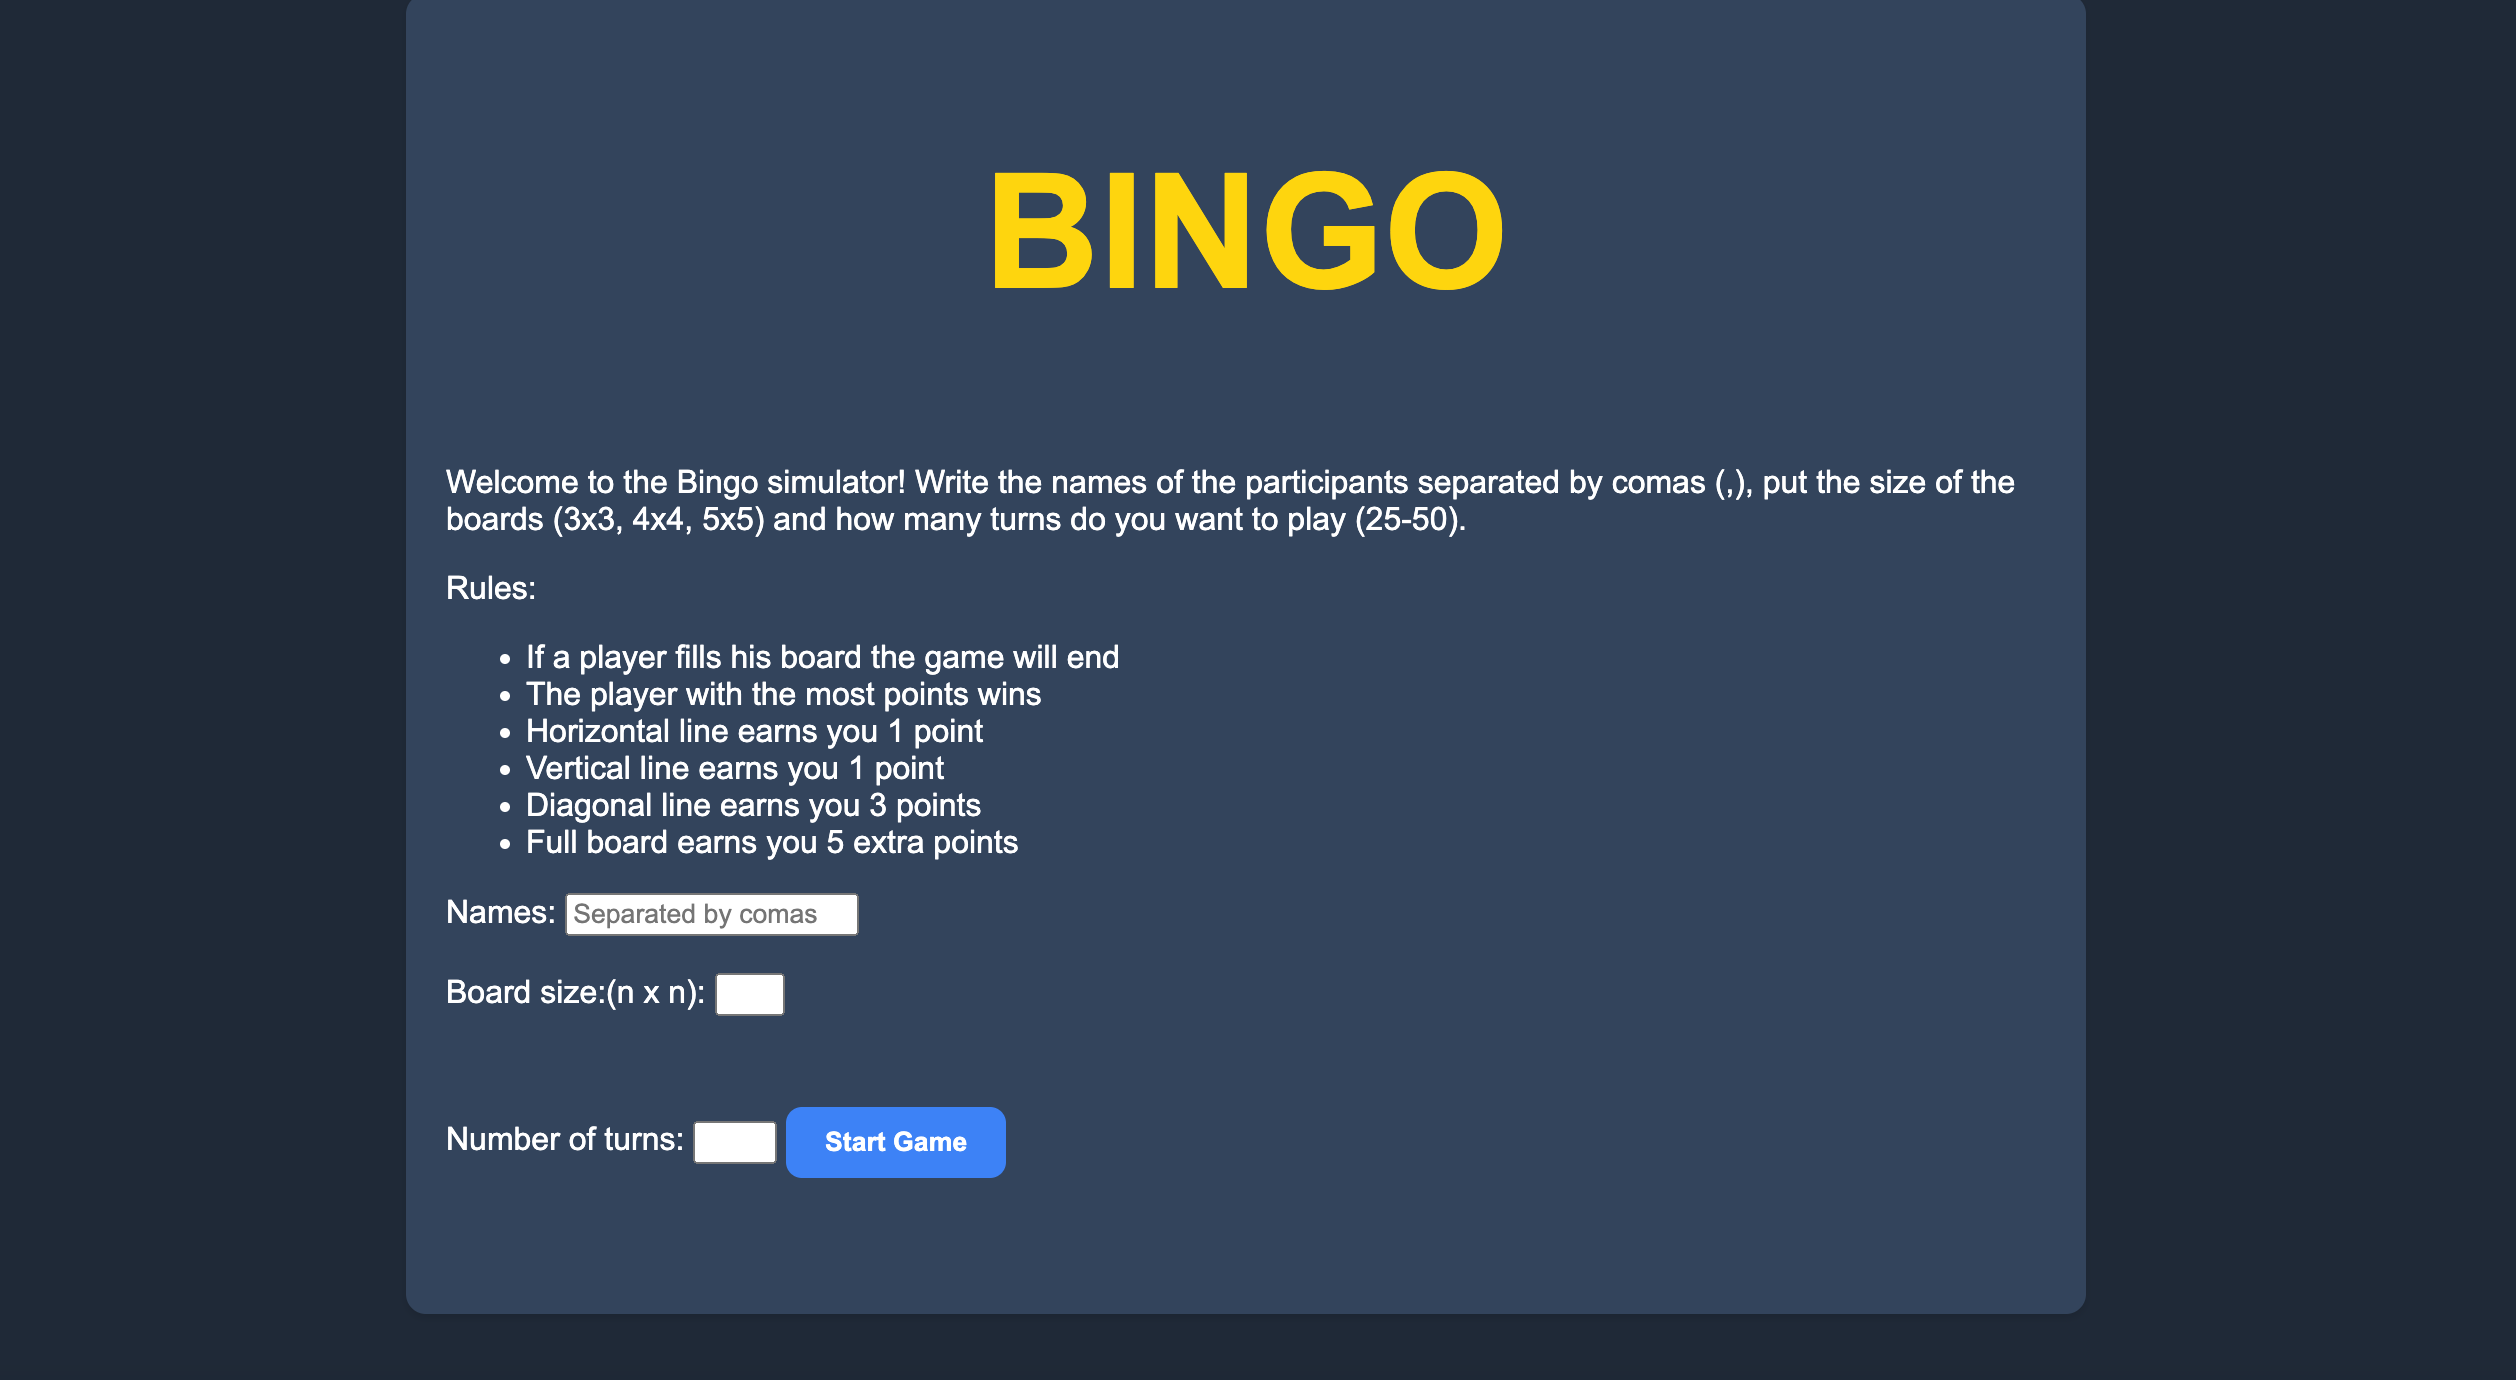 BINGO
Welcome to the Bingo simulator! Write the names of the participants separated by comas (,), put the size of the
boards (3x3, 4x4, 5x5) and how many turns do you want to play (25-50).
Rules:
• If a player fills his board the game will end
• The player with the most points wins
• Horizontal line earns you 1 point
• Vertical line earns you 1 point
• Diagonal line earns you 3 points
• Full board earns you 5 extra points
Names: Separated by comas
Board size:(n x n):
Number of turns: Start Game